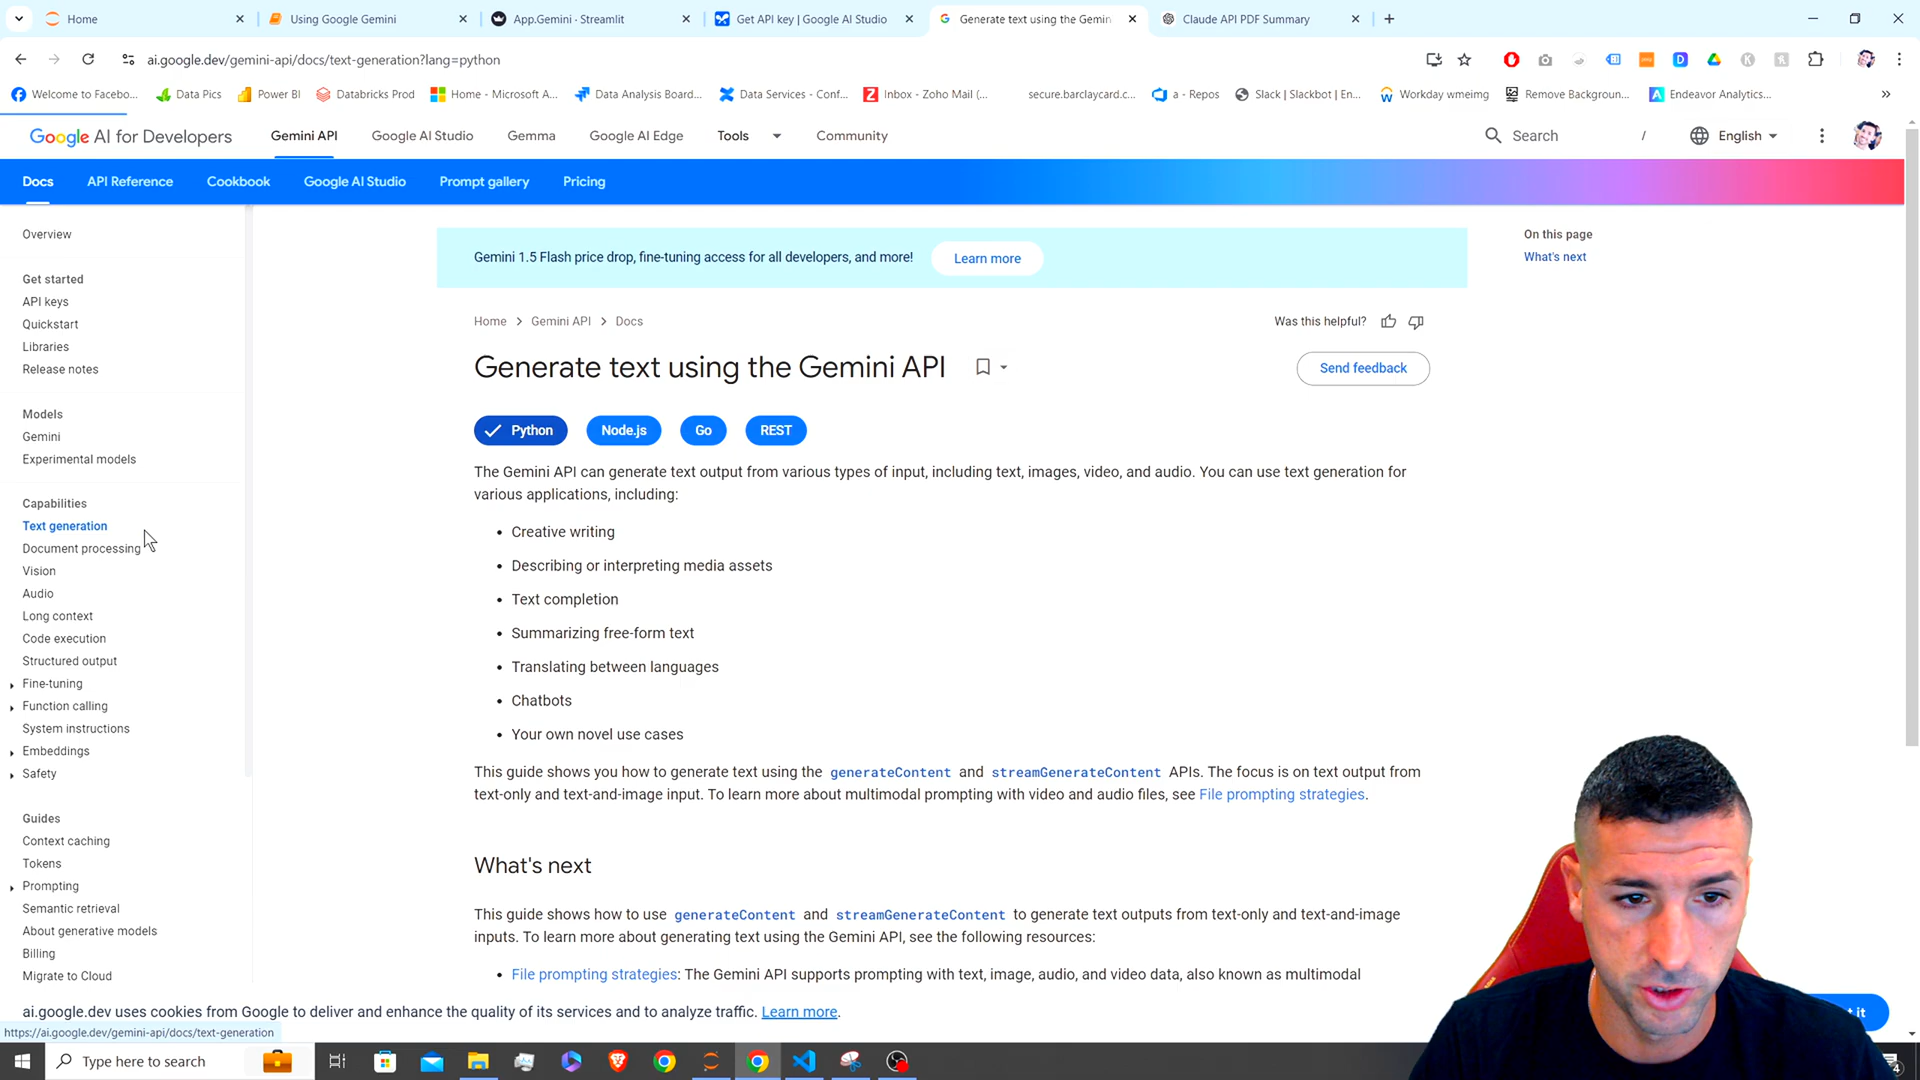 Home
Using Google Gemini
App.Gemini · Streamlit
Get API key | Google AI Studio
Generate text using the Gemin
Claude API PDF Summary
ai.google.dev/gemini-api/docs/text-generation?lang=python
Welcome to Facebo...
Data Pics
Power BI
Databricks Prod
Home - Microsoft A...
Data Analysis Board...
Data Services - Conf...
Inbox - Zoho Mail (...
secure.barclaycard.c...
a - Repos
Slack | Slackbot | En...
Workday wmeimg
Remove Backgroun...
Endeavor Analytics...
Google AI for Developers
Gemini API
Google AI Studio
Gemma
Google AI Edge
Tools
Community
Search
/
English
Docs
API Reference
Cookbook
Google AI Studio
Prompt gallery
Pricing
Overview
Get started
API keys
Quickstart
Libraries
Release notes
Models
Gemini
Experimental models
Capabilities
Text generation
Document processing
Vision
Audio
Long context
Code execution
Structured output
Fine-tuning
Function calling
System instructions
Embeddings
Safety
Guides
Context caching
Tokens
Prompting
Semantic retrieval
About generative models
Billing
Migrate to Cloud
Gemini 1.5 Flash price drop, fine-tuning access for all developers, and more!
Learn more
Home > Gemini API > Docs
Was this helpful?
Generate text using the Gemini API
Send feedback
Python
Node.js
Go
REST
The Gemini API can generate text output from various types of input, including text, images, video, and audio. You can use text generation for
various applications, including:
• Creative writing
• Describing or interpreting media assets
• Text completion
• Summarizing free-form text
• Translating between languages
• Chatbots
• Your own novel use cases
This guide shows you how to generate text using the generateContent and streamGenerateContent APIs. The focus is on text output from
text-only and text-and-image input. To learn more about multimodal prompting with video and audio files, see File prompting strategies.
What's next
This guide shows how to use generateContent and streamGenerateContent to generate text outputs from text-only and text-and-image
inputs. To learn more about generating text using the Gemini API, see the following resources:
• File prompting strategies: The Gemini API supports prompting with text, image, audio, and video data, also known as multimodal
On this page
What's next
ai.google.dev uses cookies from Google to deliver and enhance the quality of its services and to analyze traffic. Learn more.
it
https://ai.google.dev/gemini-api/docs/text-generation
Type here to search
4